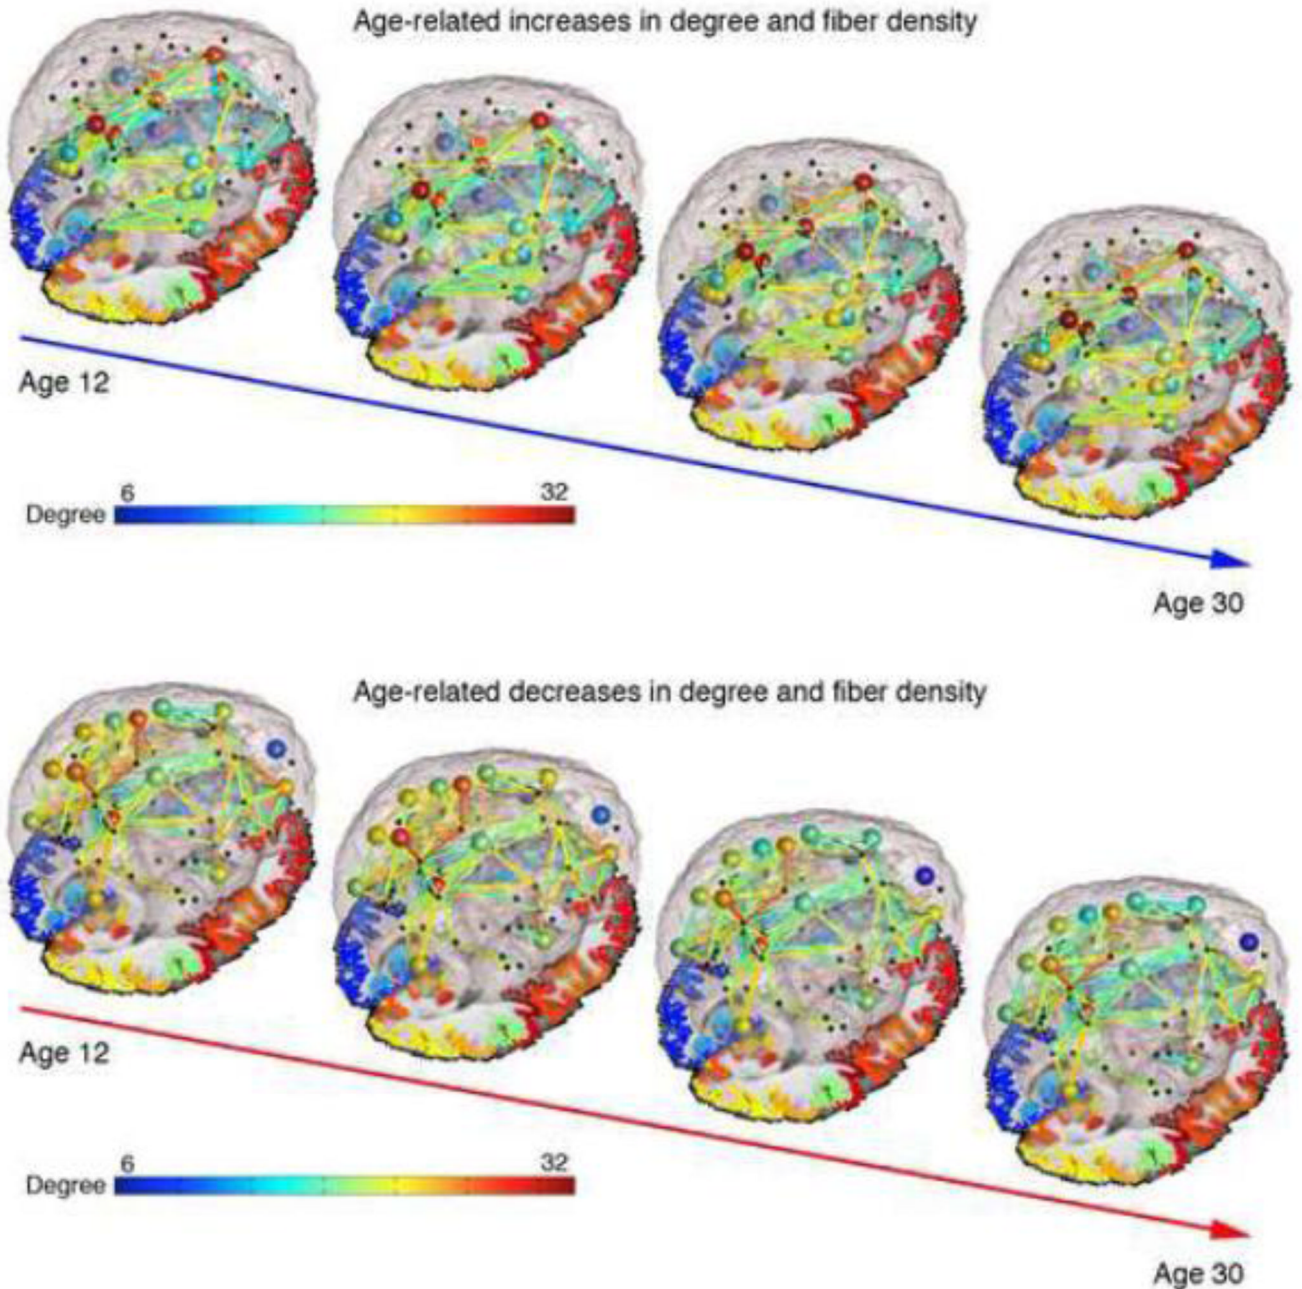 Age-related increases in degree and fiber density
Age 12
6 32
Degree
Age 30
Age-related decreases in degree and fiber density
Age 12
6 32
Degree
Age 30